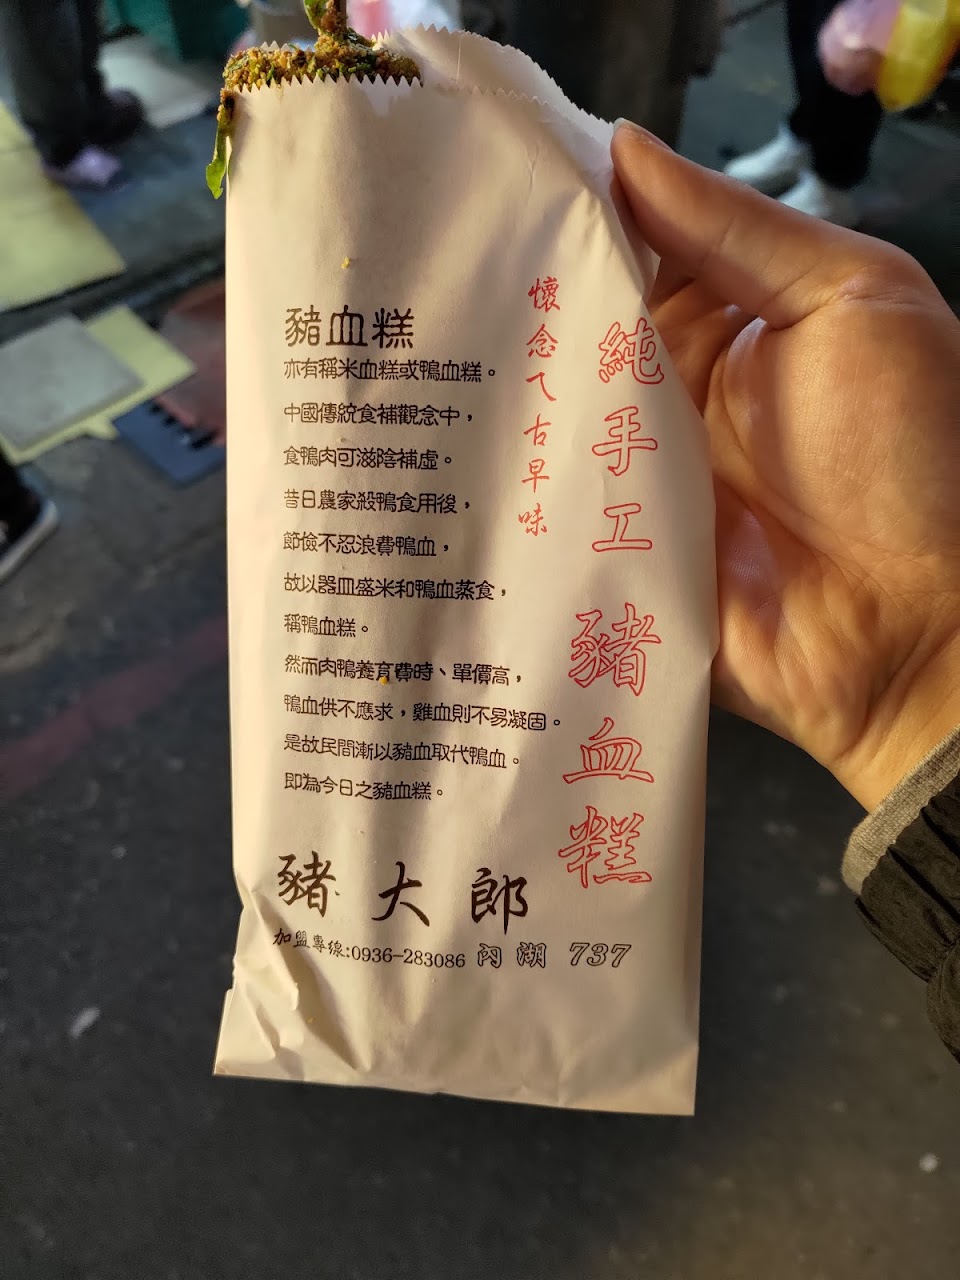 純手工豬血糕
懷念ㄟ古早味
豬血糕
亦有稱米血糕或鴨血糕。
中國傳統食補觀念中，
食鴨肉可滋陰補虛。
昔日農家殺鴨食用後，
節儉不忍浪費鴨血，
故以器皿盛米和鴨血蒸食，
稱鴨血糕。
然而肉鴨養育費時、單價高，
鴨血供不應求，雞血則不易凝固。
是故民間漸以豬血取代鴨血。
即為今日之豬血糕。
豬大郎
加盟專線:0936-283086 內湖 737